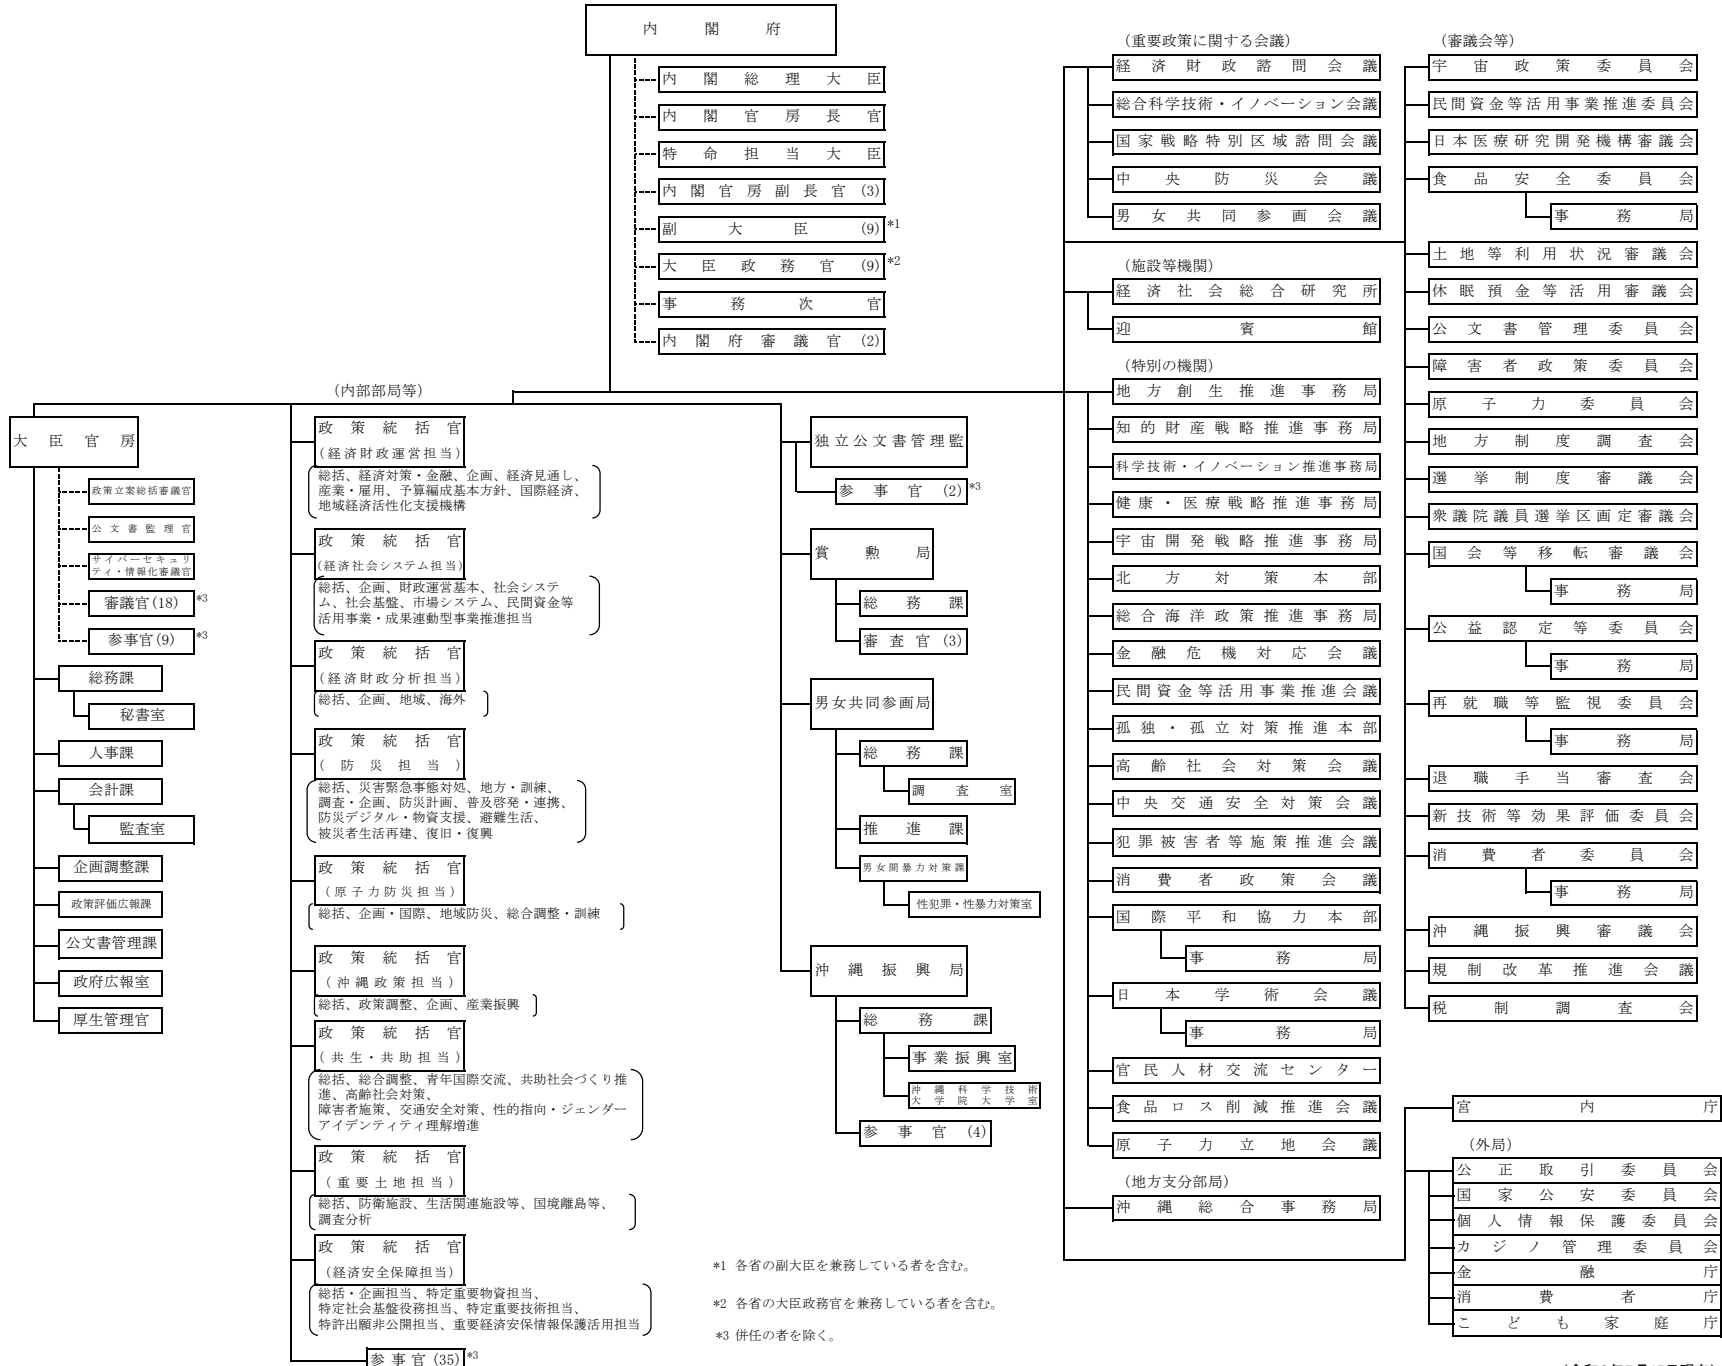 内閣府
内閣総理大臣
内閣官房長官
特命担当大臣
内閣官房副長官(3)
副大臣(9)*1
大臣政務官(9)*2
事務次官
内閣府審議官(2)
(内部部局等)
大臣官房
政策立案総括審議官
公文書監理官
サイバーセキュリ
ティ・情報化審議官
審議官(18)*3
参事官(9)*3
総務課
秘書室
人事課
会計課
監査室
企画調整課
政策評価広報課
公文書管理課
政府広報室
厚生管理官
政策統括官
(経済財政運営担当)
総括、経済対策・金融、企画、経済見通し、
産業・雇用、予算編成基本方針、国際経済、
地域経済活性化支援機構
政策統括官
(経済社会システム担当)
総括、企画、財政運営基本、社会システ
ム、社会基盤、市場システム、民間資金等
活用事業・成果連動型事業推進担当
政策統括官
(経済財政分析担当)
総括、企画、地域、海外
政策統括官
(防災担当)
総括、災害緊急事態対処、地方・訓練、
調査・企画、防災計画、普及啓発・連携、
防災デジタル・物資支援、避難生活、
被災者生活再建、復旧・復興
政策統括官
(原子力防災担当)
総括、企画・国際、地域防災、総合調整・訓練
政策統括官
(沖縄政策担当)
総括、政策調整、企画、産業振興
政策統括官
(共生・共助担当)
総括、総合調整、青年国際交流、共助社会づくり推
進、高齢社会対策、
障害者施策、交通安全対策、性的指向・ジェンダー
アイデンティティ理解増進
政策統括官
(重要土地担当)
総括、防衛施設、生活関連施設等、国境離島等、
調査分析
政策統括官
(経済安全保障担当)
総括・企画担当、特定重要物資担当、
特定社会基盤役務担当、特定重要技術担当、
特許出願非公開担当、重要経済安保情報保護活用担当
参事官(35)*3
独立公文書管理監
参事官(2)*3
賞勲局
総務課
審査官(3)
男女共同参画局
総務課
調査室
推進課
男女間暴力対策課
性犯罪・性暴力対策室
沖縄振興局
総務課
事業振興室
沖縄科学技術
大学院大学室
参事官(4)
*1 各省の副大臣を兼務している者を含む。
*2 各省の大臣政務官を兼務している者を含む。
*3 併任の者を除く。
(重要政策に関する会議)
経済財政諮問会議
総合科学技術・イノベーション会議
国家戦略特別区域諮問会議
中央防災会議
男女共同参画会議
(施設等機関)
経済社会総合研究所
迎賓館
(特別の機関)
地方創生推進事務局
知的財産戦略推進事務局
科学技術・イノベーション推進事務局
健康・医療戦略推進事務局
宇宙開発戦略推進事務局
北方対策本部
総合海洋政策推進事務局
金融危機対応会議
民間資金等活用事業推進会議
孤独・孤立対策推進本部
高齢社会対策会議
中央交通安全対策会議
犯罪被害者等施策推進会議
消費者政策会議
国際平和協力本部
事務局
日本学術会議
事務局
官民人材交流センター
食品ロス削減推進会議
原子力立地会議
(地方支分部局)
沖縄総合事務局
(審議会等)
宇宙政策委員会
民間資金等活用事業推進委員会
日本医療研究開発機構審議会
食品安全委員会
事務局
土地等利用状況審議会
休眠預金等活用審議会
公文書管理委員会
障害者政策委員会
原子力委員会
地方制度調査会
選挙制度審議会
衆議院議員選挙区画定審議会
国会等移転審議会
事務局
公益認定等委員会
事務局
再就職等監視委員会
事務局
退職手当審査会
新技術等効果評価委員会
消費者委員会
事務局
沖縄振興審議会
規制改革推進会議
税制調査会
宮内庁
(外局)
公正取引委員会
国家公安委員会
個人情報保護委員会
カジノ管理委員会
金融庁
消費者庁
こども家庭庁